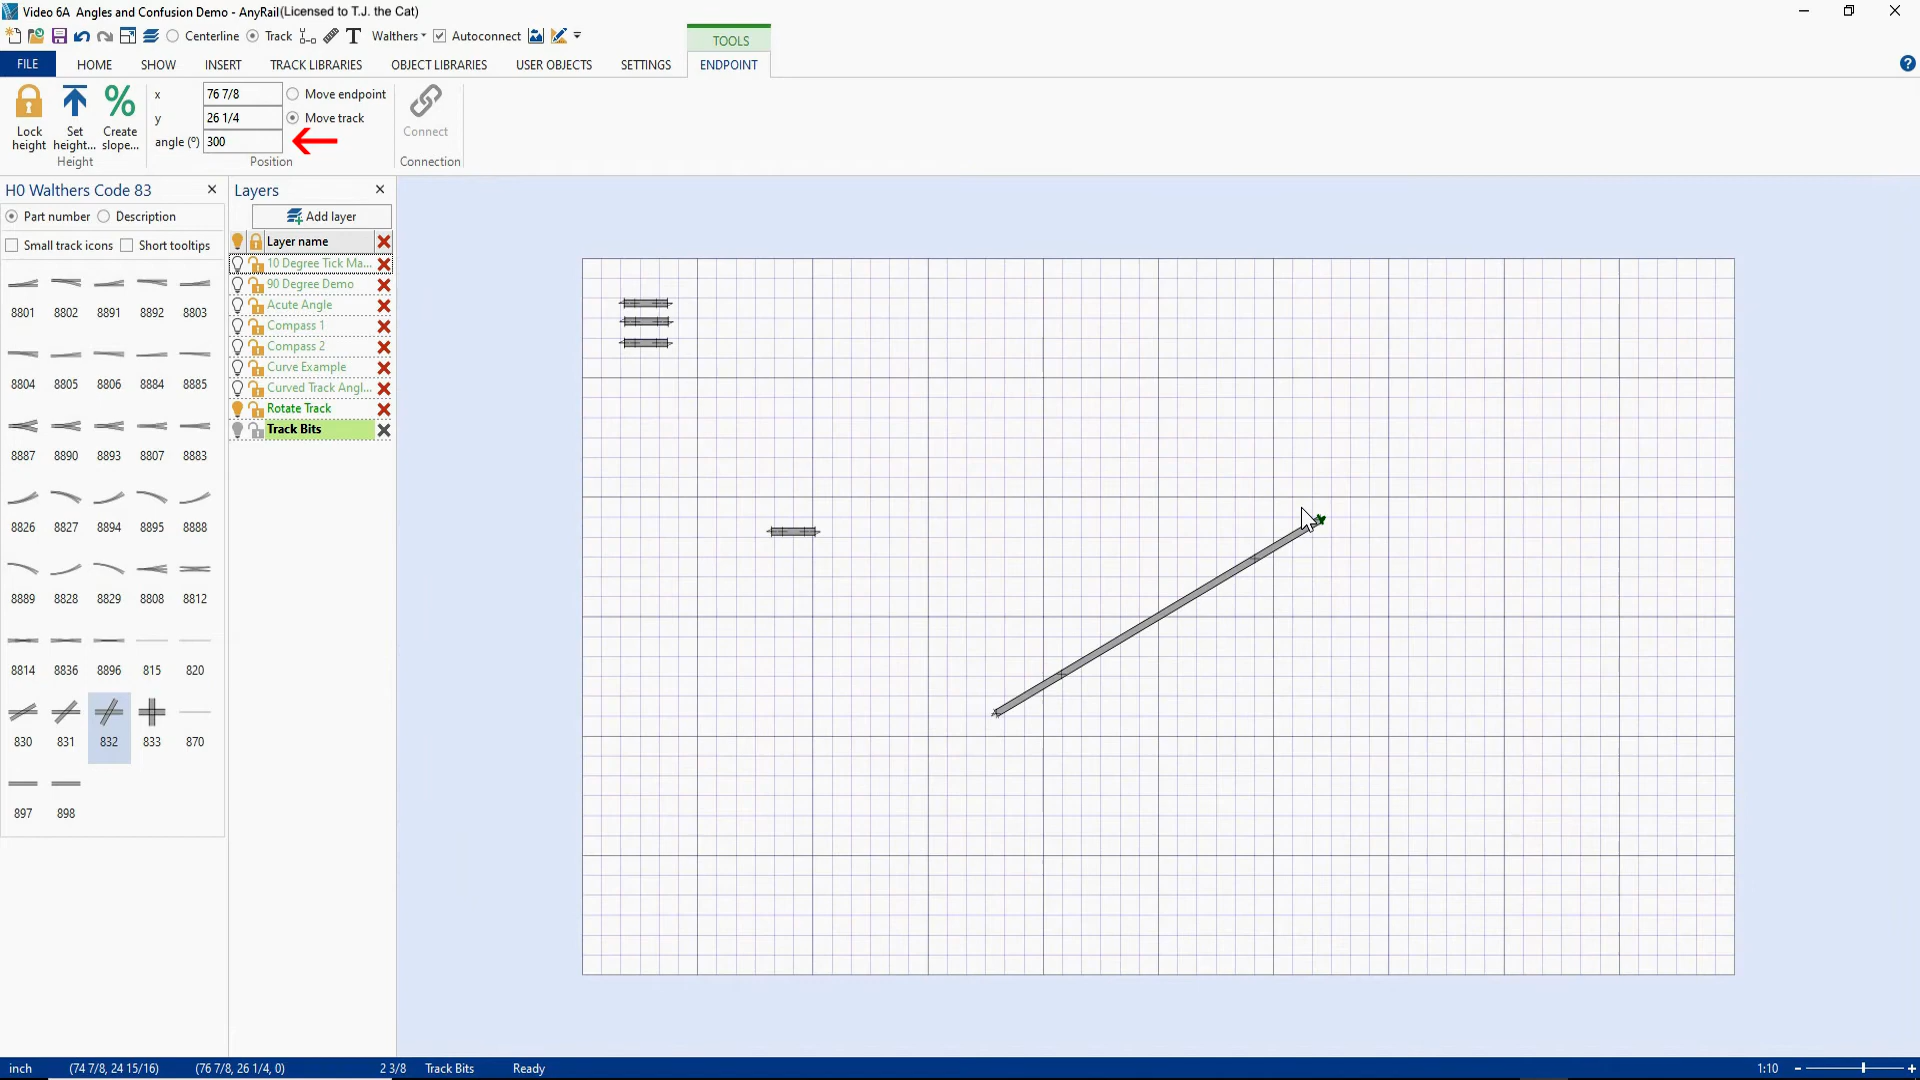 Video 6A  Angles and Confusion Demo - AnyRail(Licensed to T.J. the Cat)
Centerline Track Walthers Autoconnect TOOLS
FILE HOME SHOW INSERT TRACK LIBRARIES OBJECT LIBRARIES USER OBJECTS SETTINGS ENDPOINT
x 76 7/8 Move endpoint
y 26 1/4 Move track
angle (º) 300
Lock height
Set height...
Create slope...
Connect
Height Position Connection
H0 Walthers Code 83
Part number Description
Small track icons Short tooltips
8801 8802 8891 8892 8803
8804 8805 8806 8884 8885
8887 8890 8893 8807 8883
8826 8827 8894 8895 8888
8889 8828 8829 8808 8812
8814 8836 8896 815 820
830 831 832 833 870
897 898
Layers
Add layer
Layer name
10 Degree Tick Ma...
90 Degree Demo
Acute Angle
Compass 1
Compass 2
Curve Example
Curved Track Angl...
Rotate Track
Track Bits
inch (74 7/8, 24 15/16) (76 7/8, 26 1/4, 0) 2 3/8 Track Bits Ready 1:10